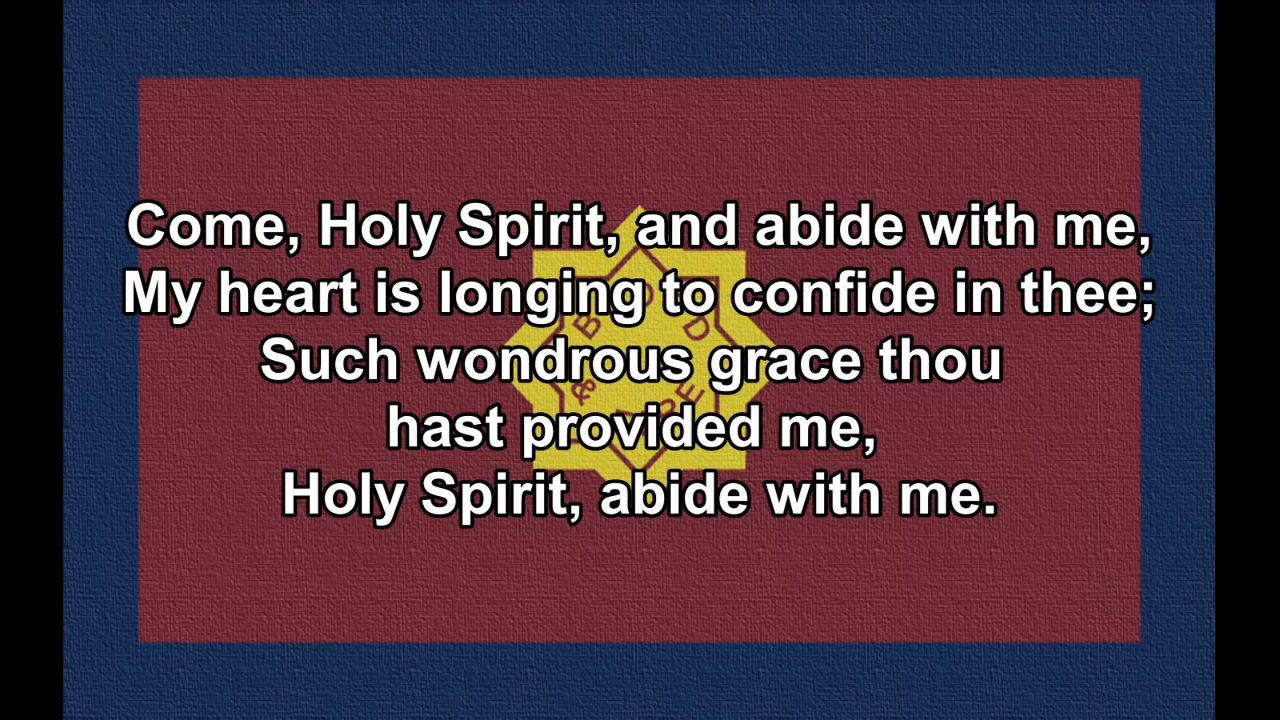 Come, Holy Spirit, and abide with me,
My heart is longing to confide in thee;
Such wondrous grace thou
hast provided me,
Holy Spirit, abide with me.